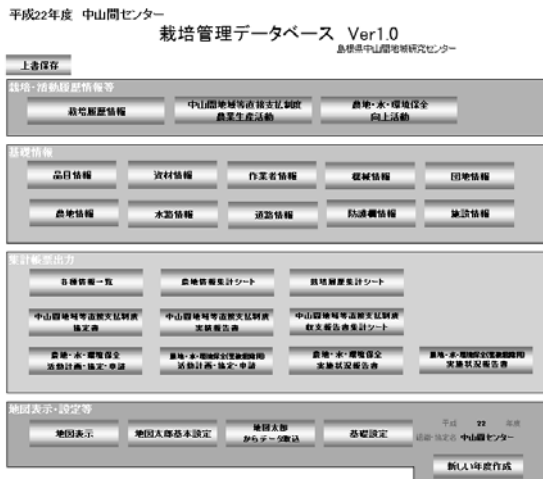 平成22年度 中山間センター
栽培管理データベース Ver1.0
島根県中山間地域研究センター
上書保存
栽培・活動履歴情報等
栽培履歴情報
中山間地域等直接支払制度
農業生産活動
農地・水・環境保全
向上活動
基礎情報
品目情報 資材情報 作業者情報 機械情報 団地情報
農地情報 水路情報 道路情報 防護柵情報 施設情報
集計帳票出力
各種情報一覧 農地情報集計シート 栽培履歴集計シート
中山間地域等直接支払制度
協定書
中山間地域等直接支払制度
実績報告書
中山間地域等直接支払制度
収支報告書集計シート
農地・水・環境保全
活動計画・協定・申請
農地・水・環境保全
活動計画・協定・申請
農地・水・環境保全
実施状況報告書
農地・水・環境保全
実施状況報告書
地図表示・設定等
地図表示 地図太郎基本設定
地図太郎
からデータ取込
基礎設定
平成 22 年度
中山間センター
新しい年度作成